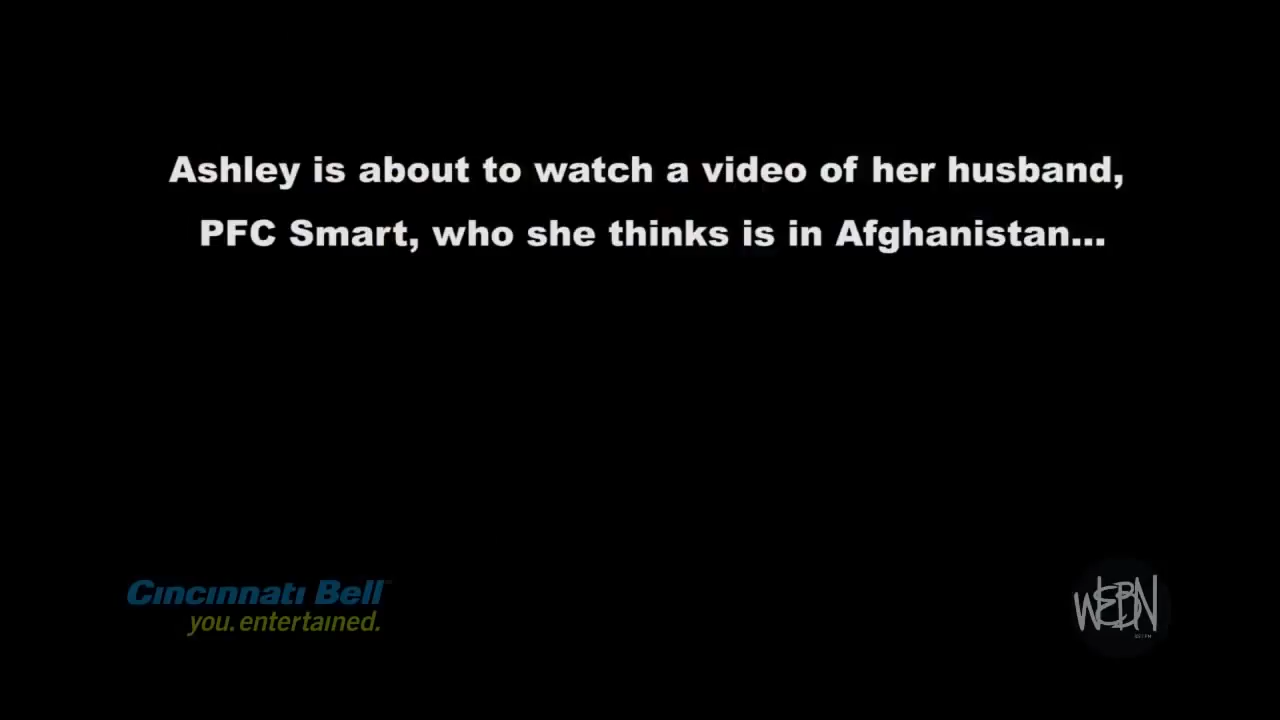 Ashley is about to watch a video of her husband,
PFC Smart, who she thinks is in Afghanistan...
Cincinnati Bell
you. entertained.
WEBN